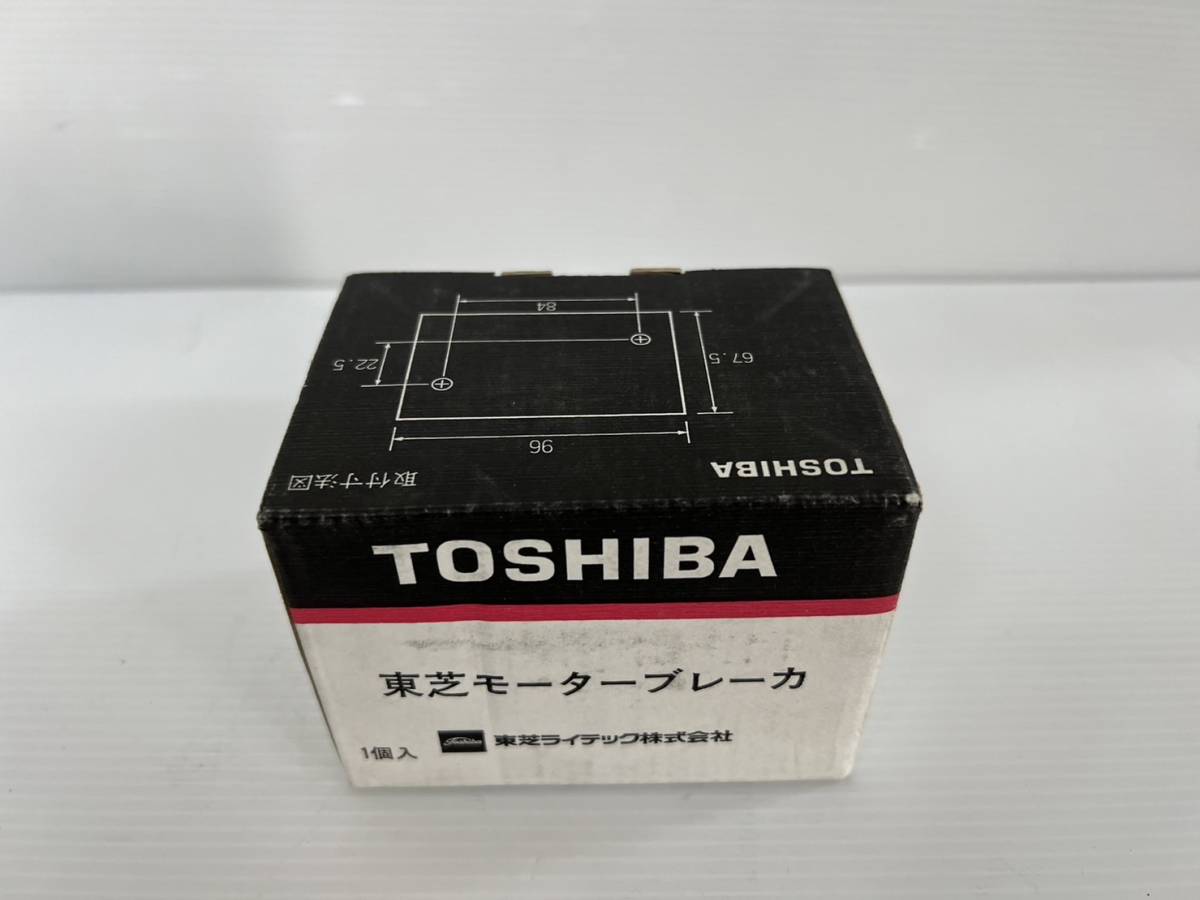 84
22.5
67.5
96
取付寸法図
TOSHIBA
TOSHIBA
東芝モーターブレーカ
1個入
Toshiba
東芝ライテック株式会社